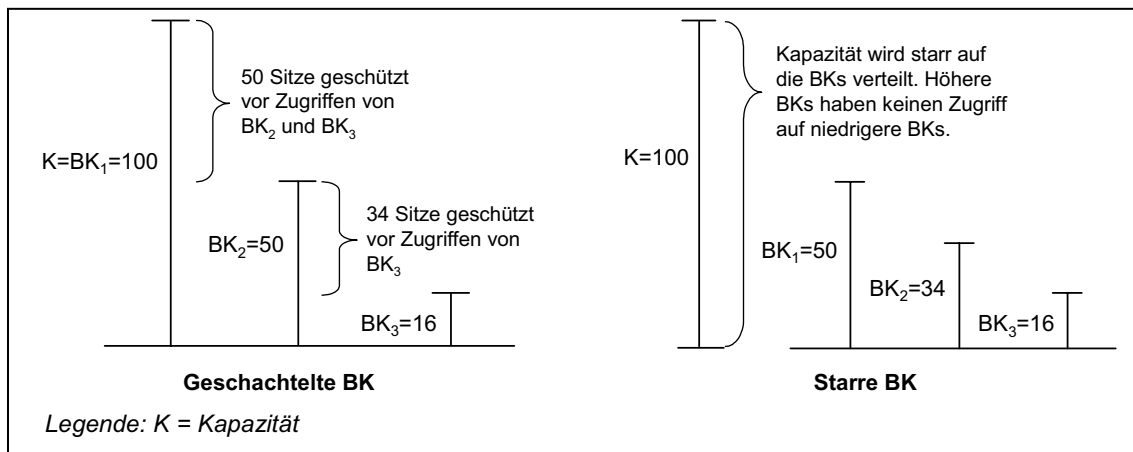 50 Sitze geschützt
vor Zugriffen von
BK₂ und BK₃
K=BK₁=100
34 Sitze geschützt
vor Zugriffen von
BK₃
BK₂=50
BK₃=16
Geschachtelte BK
Kapazität wird starr auf
die BKs verteilt. Höhere
BKs haben keinen Zugriff
auf niedrigere BKs.
K=100
BK₁=50
BK₂=34
BK₃=16
Starre BK
Legende: K = Kapazität